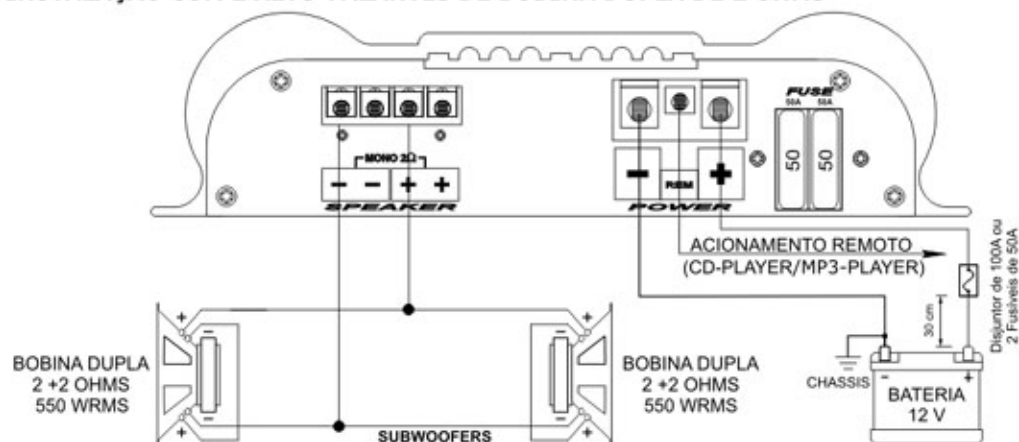 FUSE
50A 50A
50 50
MONO 2Ω
- - + +
SPEAKER
- REM +
POWER
ACIONAMENTO REMOTO
(CD-PLAYER/MP3-PLAYER)
Disjuntor de 100A ou
2 Fusíveis de 50A
30 cm
CHASSIS
- +
BATERIA
12 V
+
-
BOBINA DUPLA
2 +2 OHMS
550 WRMS
-
+
+
-
BOBINA DUPLA
2 +2 OHMS
550 WRMS
-
+
SUBWOOFERS